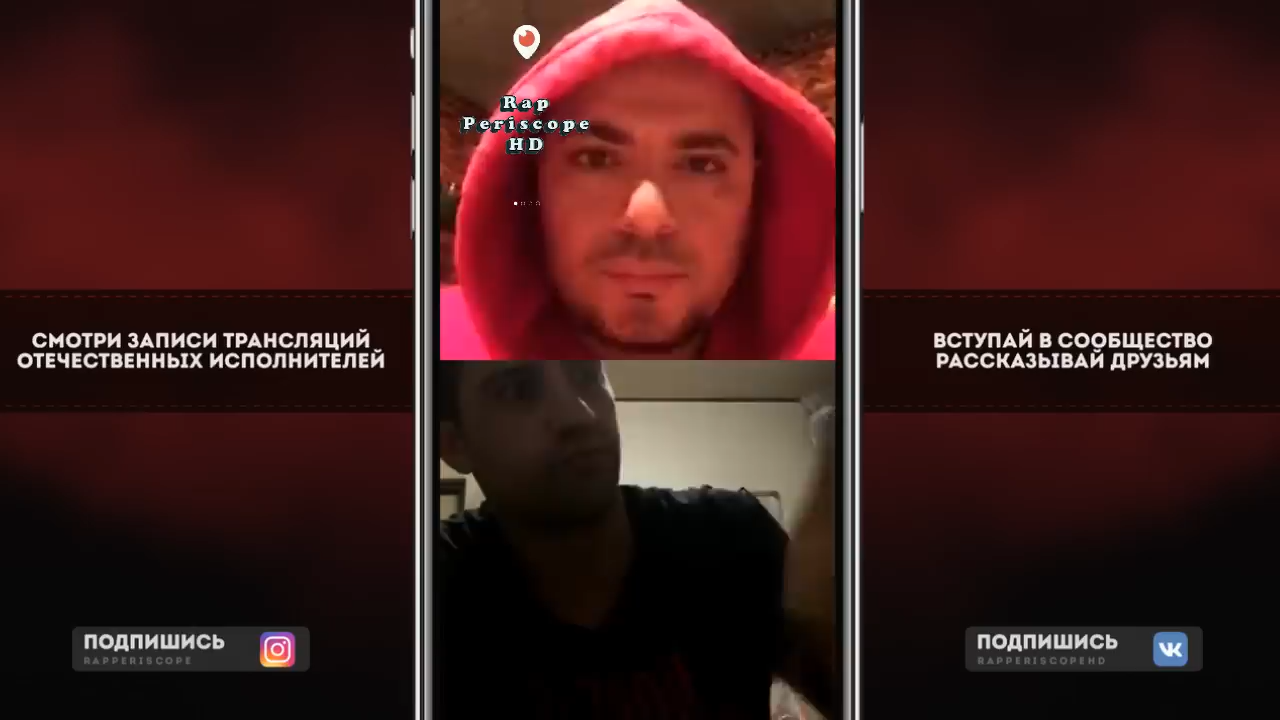 Rap
Periscope
HD
СМОТРИ ЗАПИСИ ТРАНСЛЯЦИЙ
ОТЕЧЕСТВЕННЫХ ИСПОЛНИТЕЛЕЙ
ВСТУПАЙ В СООБЩЕСТВО
РАССКАЗЫВАЙ ДРУЗЬЯМ
ПОДПИШИСЬ
RAPPERISCOPE
ПОДПИШИСЬ
RAPPERISCOPEHD